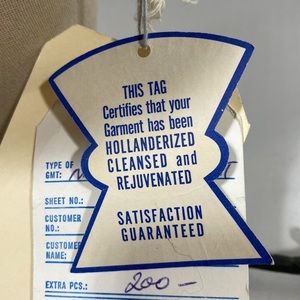 THIS TAG
Certifies that your
Garment has been
HOLLANDERIZED
CLEANSED and
REJUVENATED
SATISFACTION
GUARANTEED
TYPE OF
GMT:
SHEET NO.:
CUSTOMER
NO.:
CUSTOMER
NAME:
EXTRA PCS.: 200-